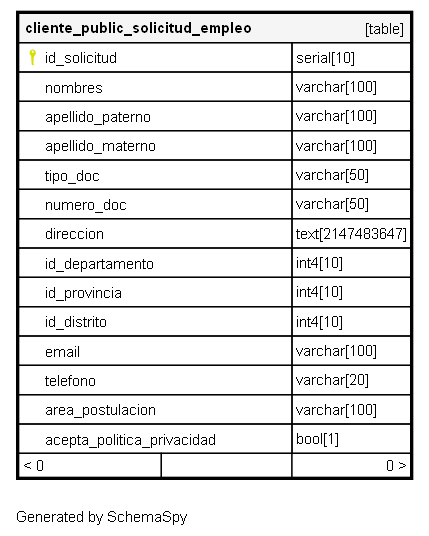 cliente_public_solicitud_empleo [table]
id_solicitud serial[10]
nombres varchar[100]
apellido_paterno varchar[100]
apellido_materno varchar[100]
tipo_doc varchar[50]
numero_doc varchar[50]
direccion text[2147483647]
id_departamento int4[10]
id_provincia int4[10]
id_distrito int4[10]
email varchar[100]
telefono varchar[20]
area_postulacion varchar[100]
acepta_politica_privacidad bool[1]
< 0 0 >
Generated by SchemaSpy